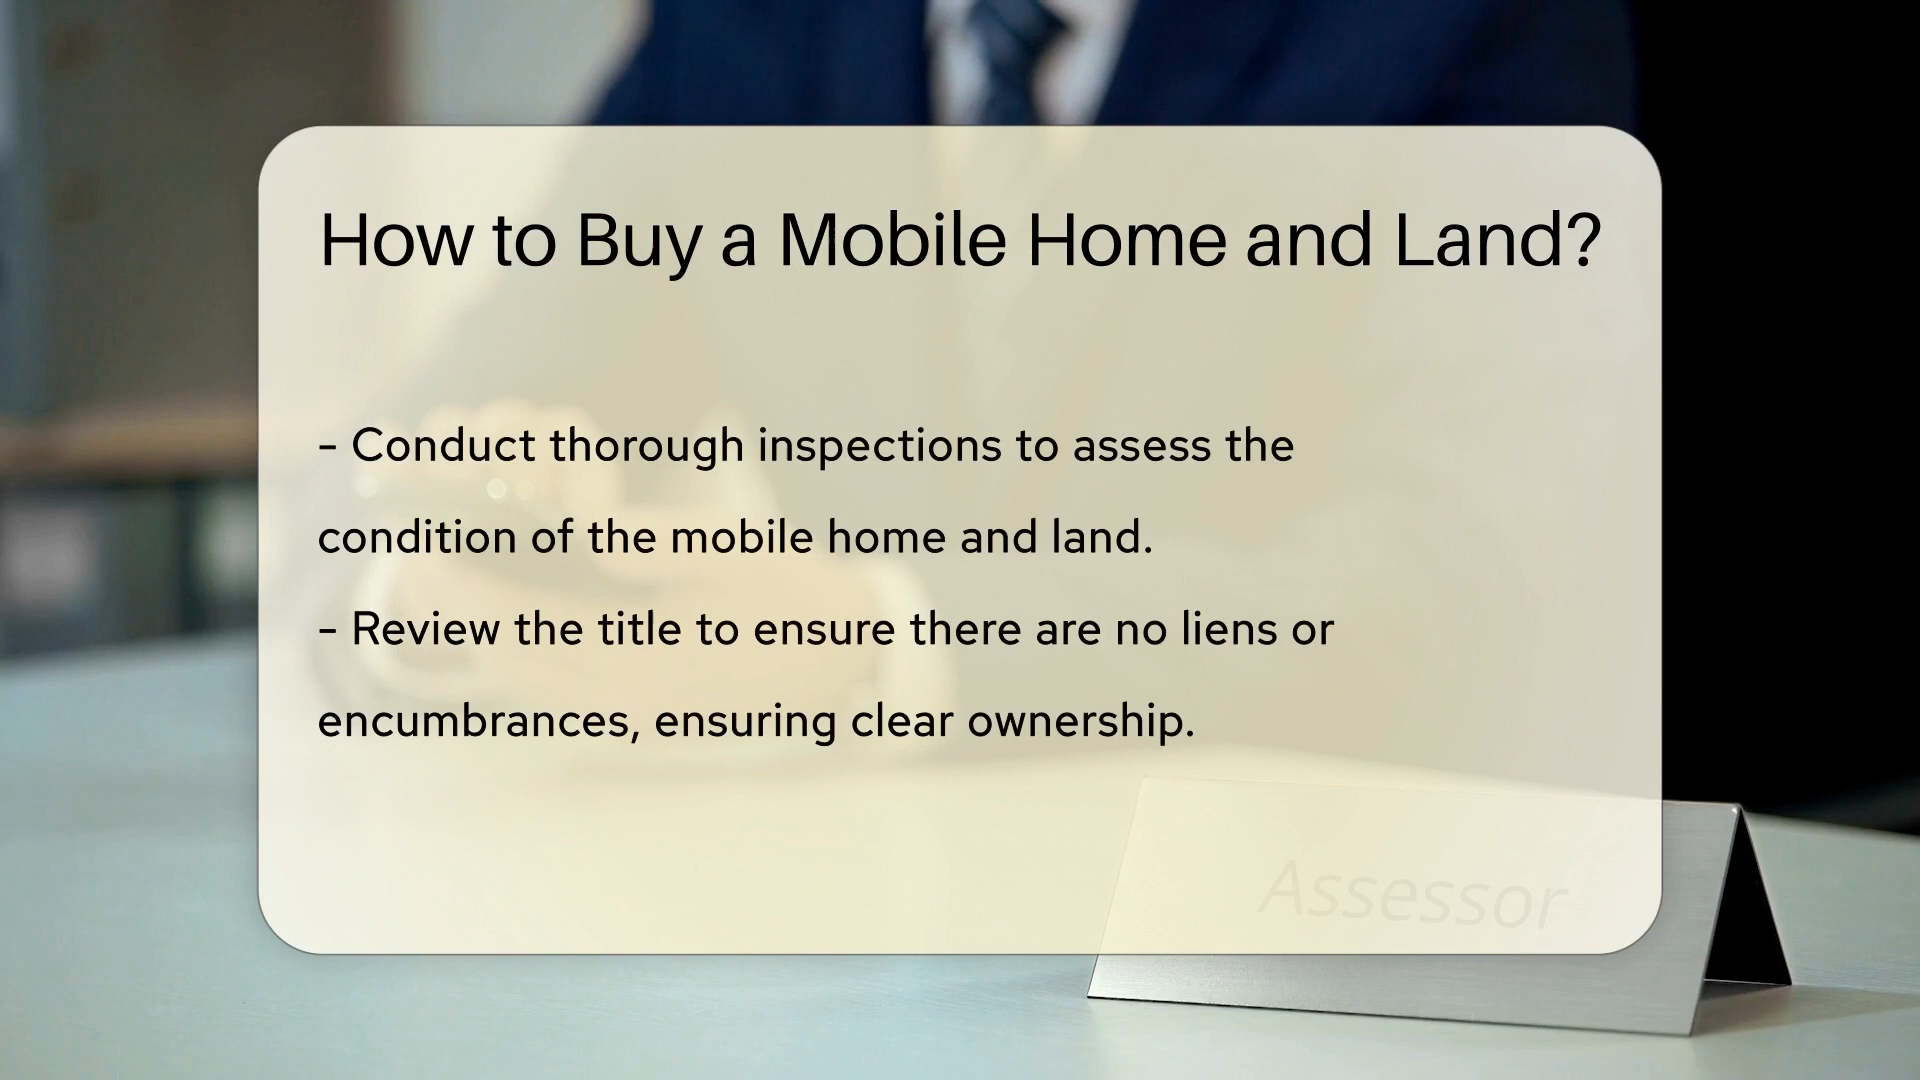 How to Buy a Mobile Home and Land?
- Conduct thorough inspections to assess the
condition of the mobile home and land.
- Review the title to ensure there are no liens or
encumbrances, ensuring clear ownership.
Assessor